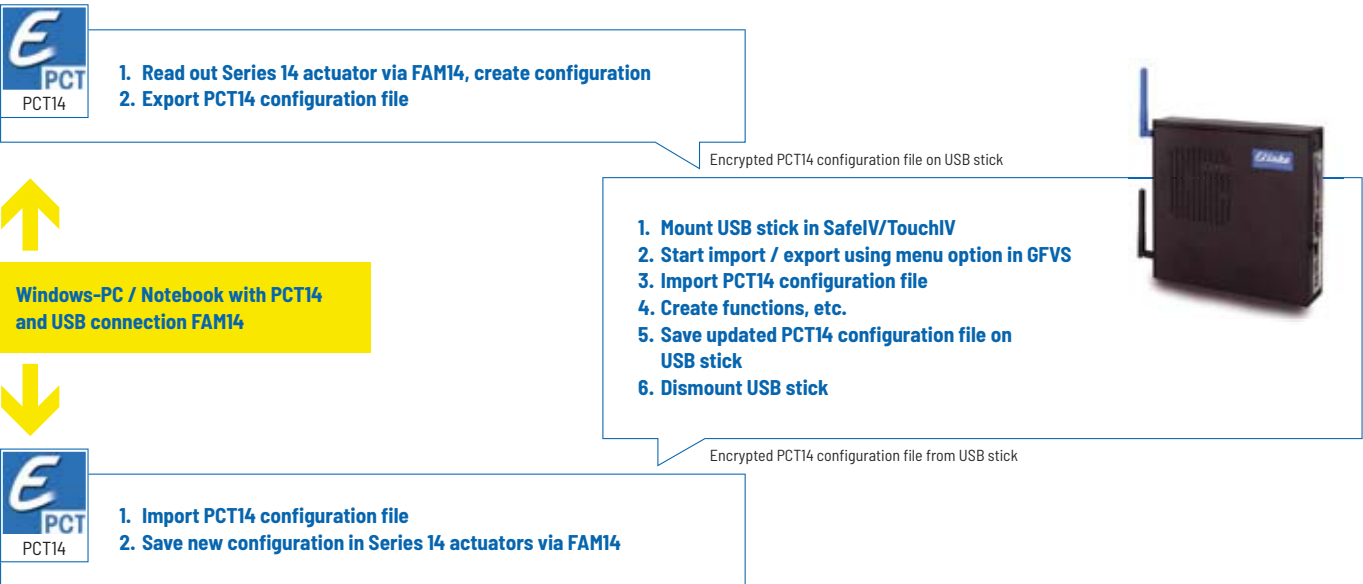 PCT
PCT14
1. Read out Series 14 actuator via FAM14, create configuration
2. Export PCT14 configuration file
Encrypted PCT14 configuration file on USB stick
Eltako
1. Mount USB stick in SafeIV/TouchIV
2. Start import / export using menu option in GFVS
3. Import PCT14 configuration file
4. Create functions, etc.
5. Save updated PCT14 configuration file on
USB stick
6. Dismount USB stick
Windows-PC / Notebook with PCT14
and USB connection FAM14
Encrypted PCT14 configuration file from USB stick
E
PCT
PCT14
1. Import PCT14 configuration file
2. Save new configuration in Series 14 actuators via FAM14